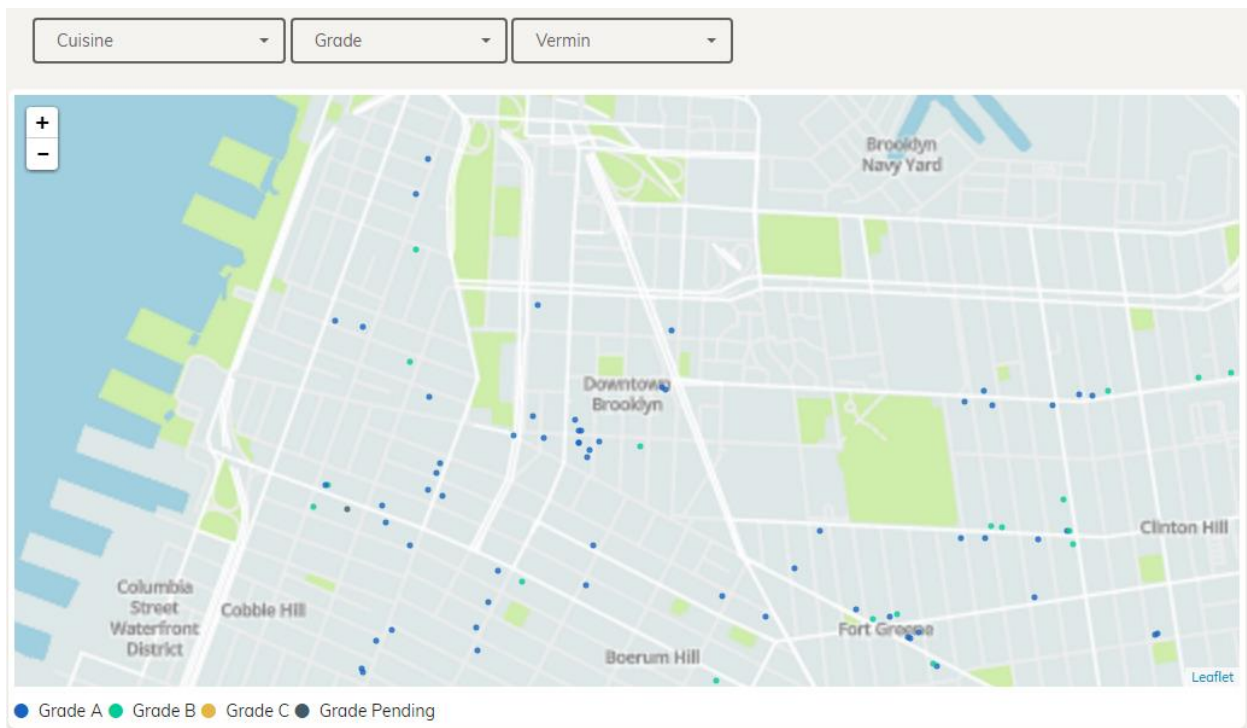 Cuisine Grade Vermin
+
−
Brooklyn
Navy Yard
Downtown
Brooklyn
Clinton Hill
Columbia
Street
Waterfront
District
Cobble Hill
Fort Greene
Boerum Hill
Leaflet
Grade A Grade B Grade C Grade Pending